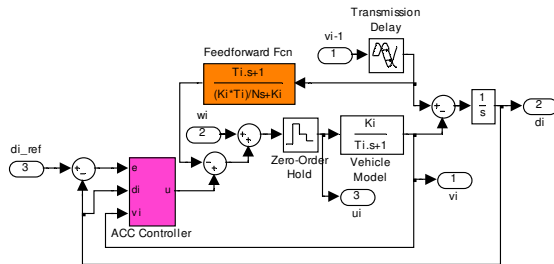 Transmission
Delay
vi-1
1
Feedforward Fcn
Ti.s+1
(Ki*Ti)/Ns+Ki
1
s
2
di
wi
2
Ki
Ti.s+1
Zero-Order
Hold
Vehicle
Model
di_ref
3
e
di
vi
u
ACC Controller
3
ui
1
vi